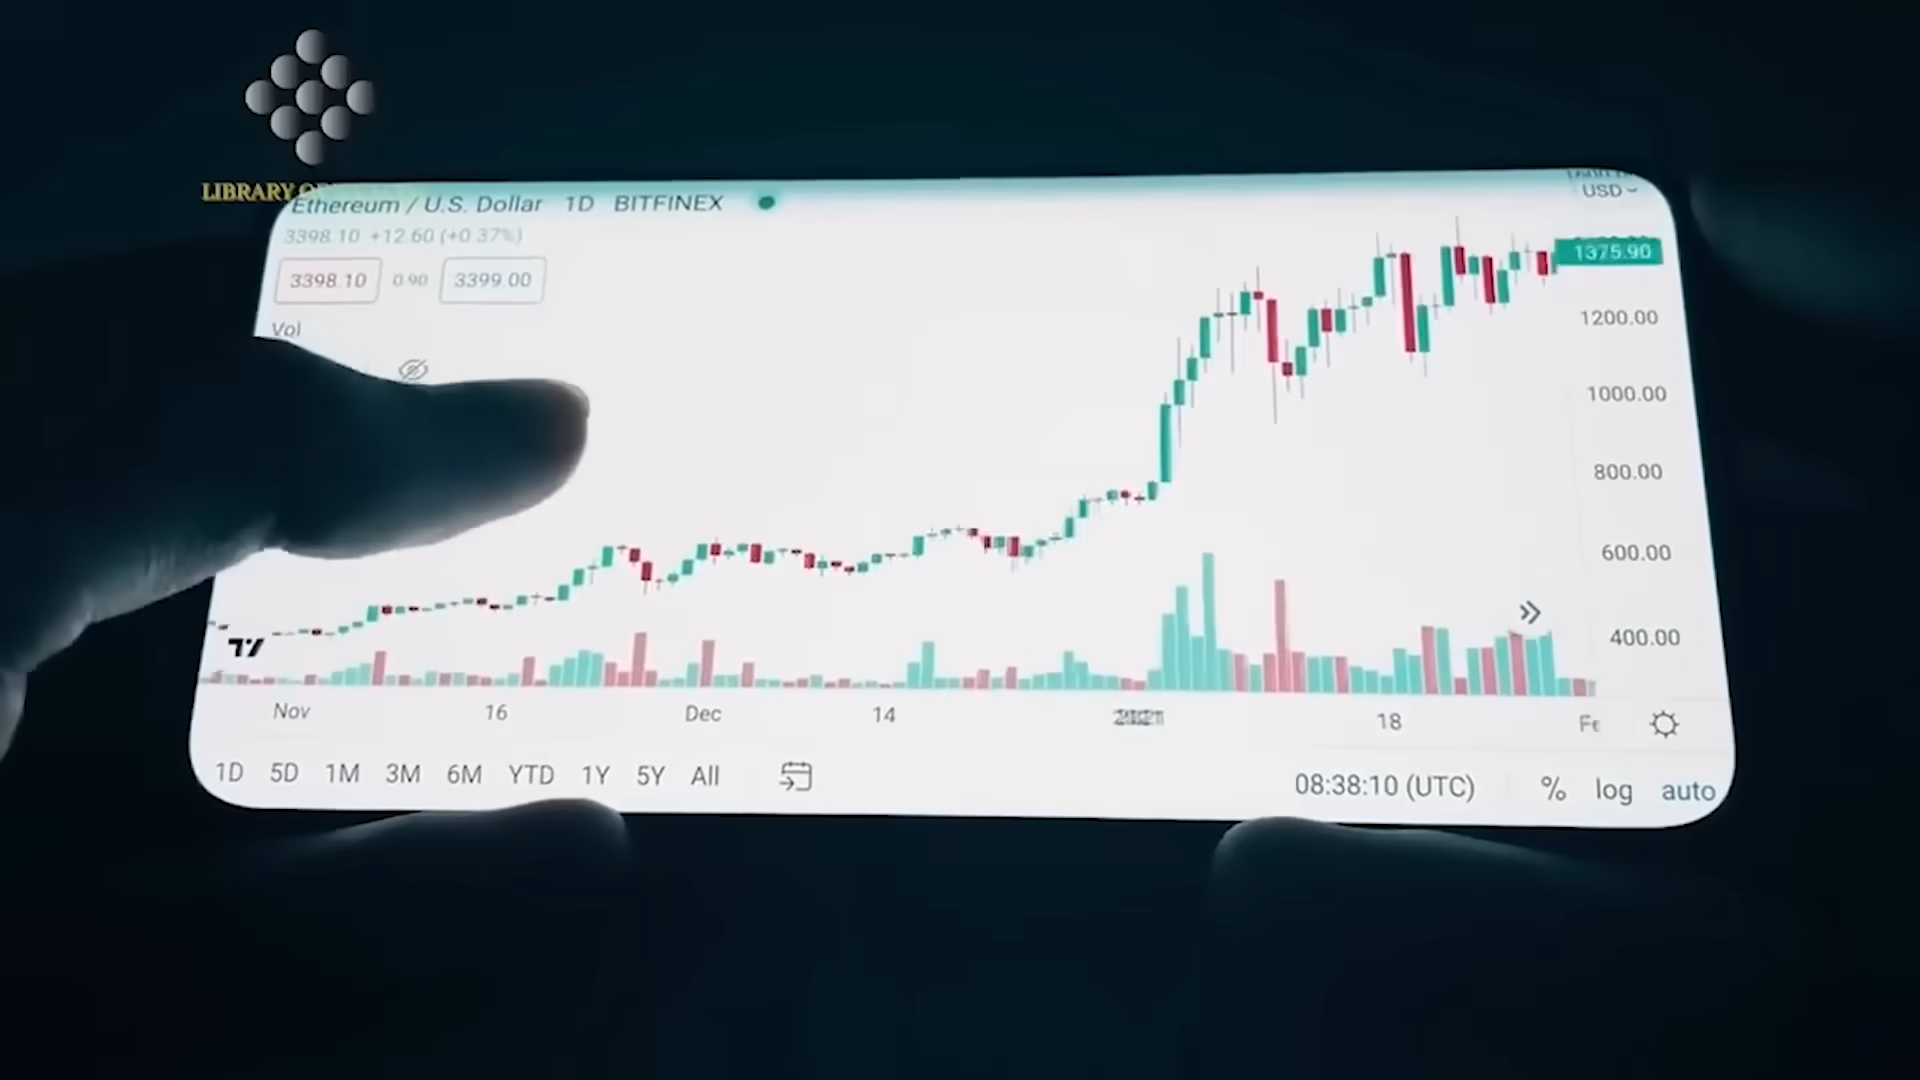 LIBRARY
Ethereum / U.S. Dollar 1D BITFINEX
USD
3398.10 +12.60 (+0.37%)
3398.10 0.90 3399.00
Vol
1375.90
1200.00
1000.00
800.00
600.00
400.00
Nov 16 Dec 14 2021 18
1D 5D 1M 3M 6M YTD 1Y 5Y All
08:38:10 (UTC) % log auto